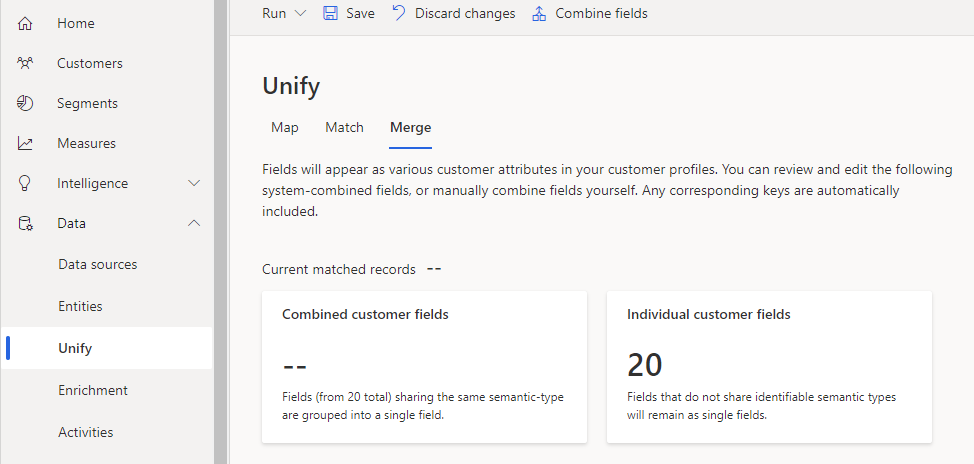 Home
Customers
Segments
Measures
Intelligence
Data
Data sources
Entities
Unify
Enrichment
Activities
Run Save Discard changes Combine fields
Unify
Map Match Merge
Fields will appear as various customer attributes in your customer profiles. You can review and edit the following
system-combined fields, or manually combine fields yourself. Any corresponding keys are automatically
included.
Current matched records --
Combined customer fields
--
Fields (from 20 total) sharing the same semantic-type
are grouped into a single field.
Individual customer fields
20
Fields that do not share identifiable semantic types
will remain as single fields.